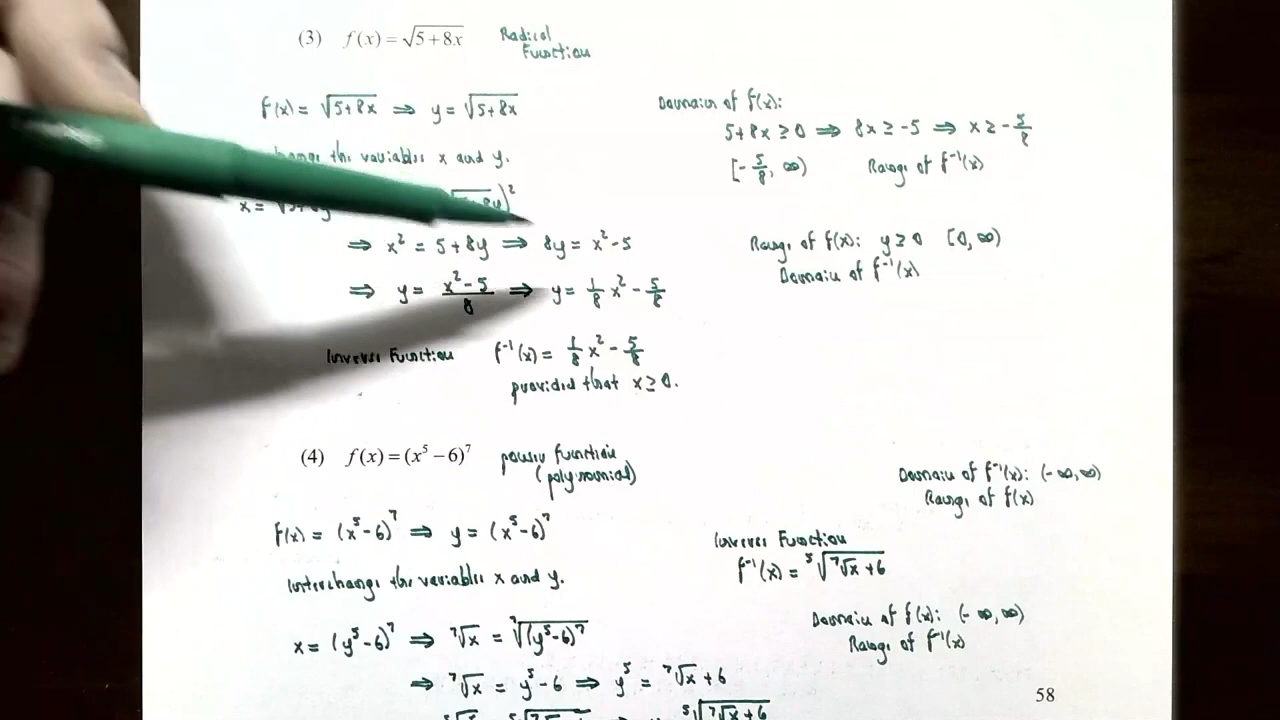 (3) f(x) = √(5+8x) Radical
Function
f(x) = √(5+8x) ⇒ y = √(5+8x)
the variables x and y.
x =
)²
⇒ x² = 5+8y ⇒ 8y = x²-5
⇒ y = (x²-5)/8 ⇒ y = 1/8 x² - 5/8
Inverse Function f⁻¹(x) = 1/8 x² - 5/8
provided that x ≥ 0.
Domain of f(x):
5+8x ≥ 0 ⇒ 8x ≥ -5 ⇒ x ≥ -5/8
[-5/8, ∞) Range of f⁻¹(x)
Range of f(x): y ≥ 0 [0, ∞)
Domain of f⁻¹(x)
(4) f(x) = (x⁵ − 6)⁷ power function
(polynomial)
f(x) = (x⁵-6)⁷ ⇒ y = (x⁵-6)⁷
Interchange the variables x and y.
x = (y⁵-6)⁷ ⇒ ⁷√x = ⁷√((y⁵-6)⁷)
⇒ ⁷√x = y⁵-6 ⇒ y⁵ = ⁷√x + 6
⁵√(⁷√x + 6)
Domain of f⁻¹(x): (-∞, ∞)
Range of f(x)
Inverse Function
f⁻¹(x) = ⁵√(⁷√x + 6)
Domain of f(x): (-∞, ∞)
Range of f⁻¹(x)
58